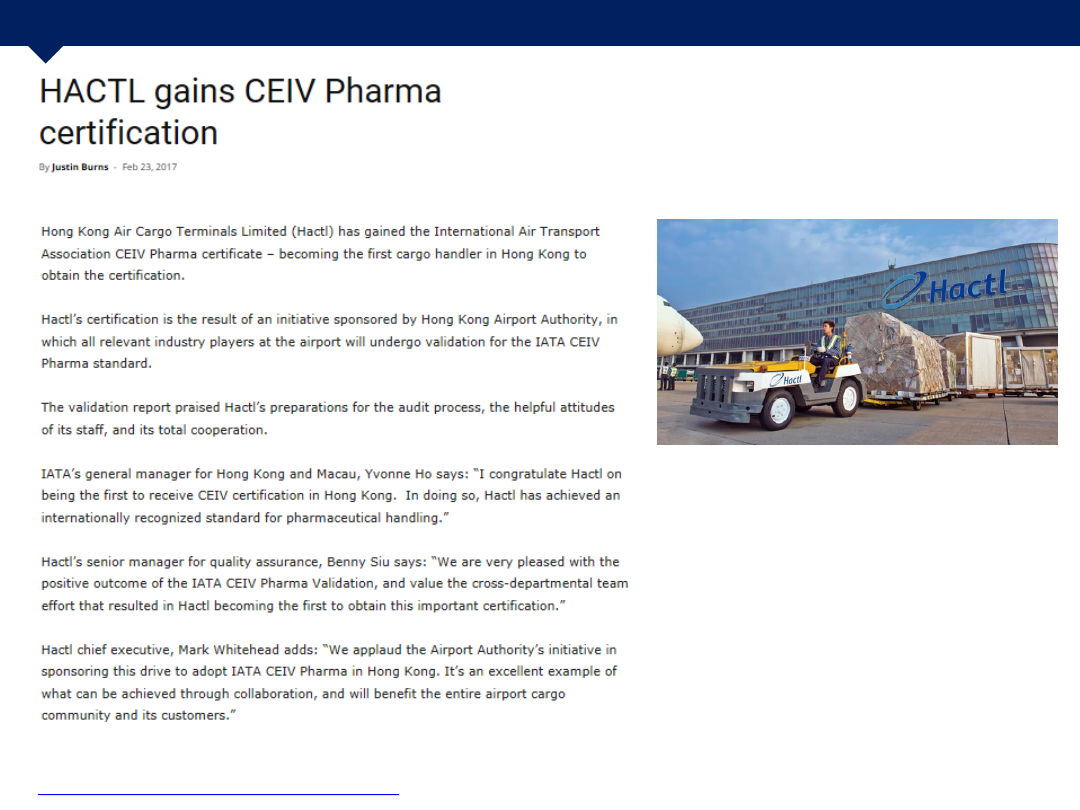 HACTL gains CEIV Pharma
certification
By Justin Burns - Feb 23, 2017
Hong Kong Air Cargo Terminals Limited (Hactl) has gained the International Air Transport
Association CEIV Pharma certificate – becoming the first cargo handler in Hong Kong to
obtain the certification.
Hactl’s certification is the result of an initiative sponsored by Hong Kong Airport Authority, in
which all relevant industry players at the airport will undergo validation for the IATA CEIV
Pharma standard.
The validation report praised Hactl’s preparations for the audit process, the helpful attitudes
of its staff, and its total cooperation.
IATA’s general manager for Hong Kong and Macau, Yvonne Ho says: “I congratulate Hactl on
being the first to receive CEIV certification in Hong Kong.  In doing so, Hactl has achieved an
internationally recognized standard for pharmaceutical handling.”
Hactl’s senior manager for quality assurance, Benny Siu says: “We are very pleased with the
positive outcome of the IATA CEIV Pharma Validation, and value the cross-departmental team
effort that resulted in Hactl becoming the first to obtain this important certification.”
Hactl chief executive, Mark Whitehead adds: “We applaud the Airport Authority’s initiative in
sponsoring this drive to adopt IATA CEIV Pharma in Hong Kong. It’s an excellent example of
what can be achieved through collaboration, and will benefit the entire airport cargo
community and its customers.”
Hactl
Hactl